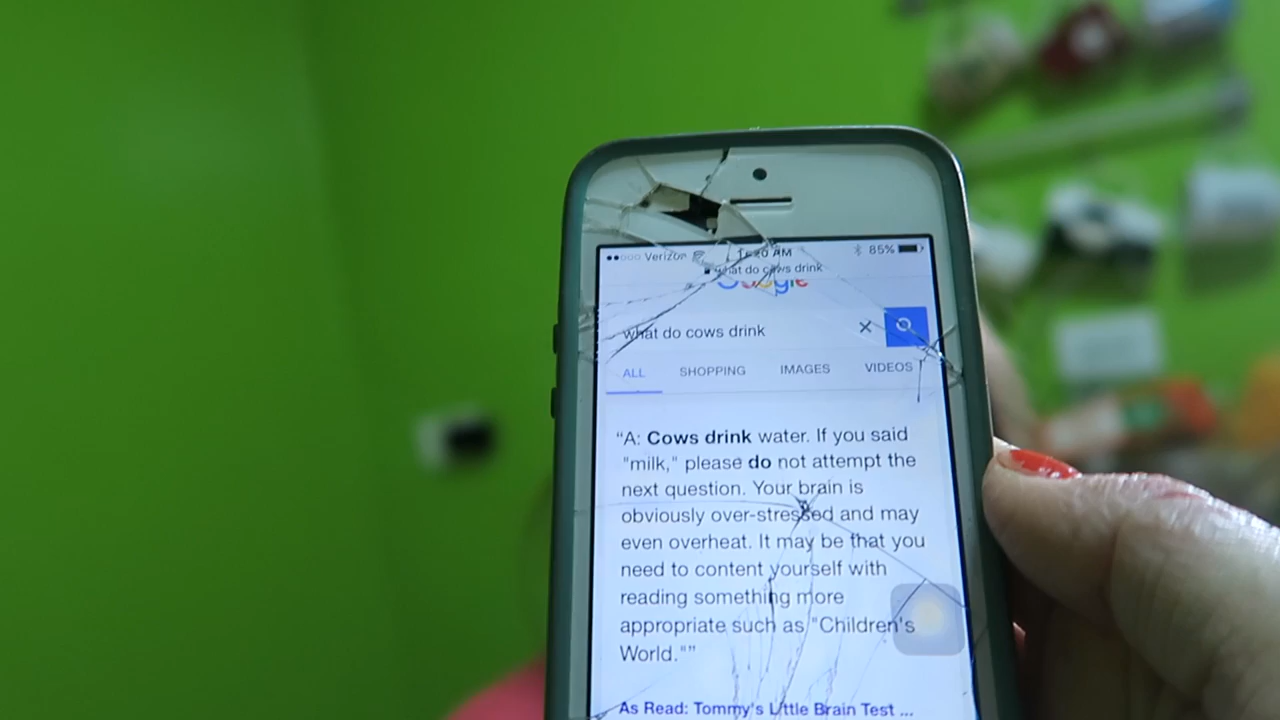 Verizon AM 85%
what do cows drink
Google
what do cows drink
ALL SHOPPING IMAGES VIDEOS
“A: Cows drink water. If you said
"milk," please do not attempt the
next question. Your brain is
obviously over-stressed and may
even overheat. It may be that you
need to content yourself with
reading something more
appropriate such as "Children's
World."”
As Read: Tommy's Little Brain Test ...